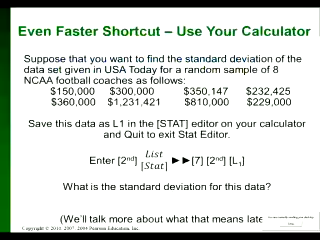 Even Faster Shortcut – Use Your Calculator
Suppose that you want to find the standard deviation of the
data set given in USA Today for a random sample of 8
NCAA football coaches as follows:
$150,000 $300,000 $350,147 $232,425
$360,000 $1,231,421 $810,000 $229,000
Save this data as L1 in the [STAT] editor on your calculator
and Quit to exit Stat Editor.
Enter [2nd] List [Stat] ►►[7] [2nd] [L1]
What is the standard deviation for this data?
(We'll talk more about what that means late
Copyright © 2010, 2007, 2004 Pearson Education, Inc.